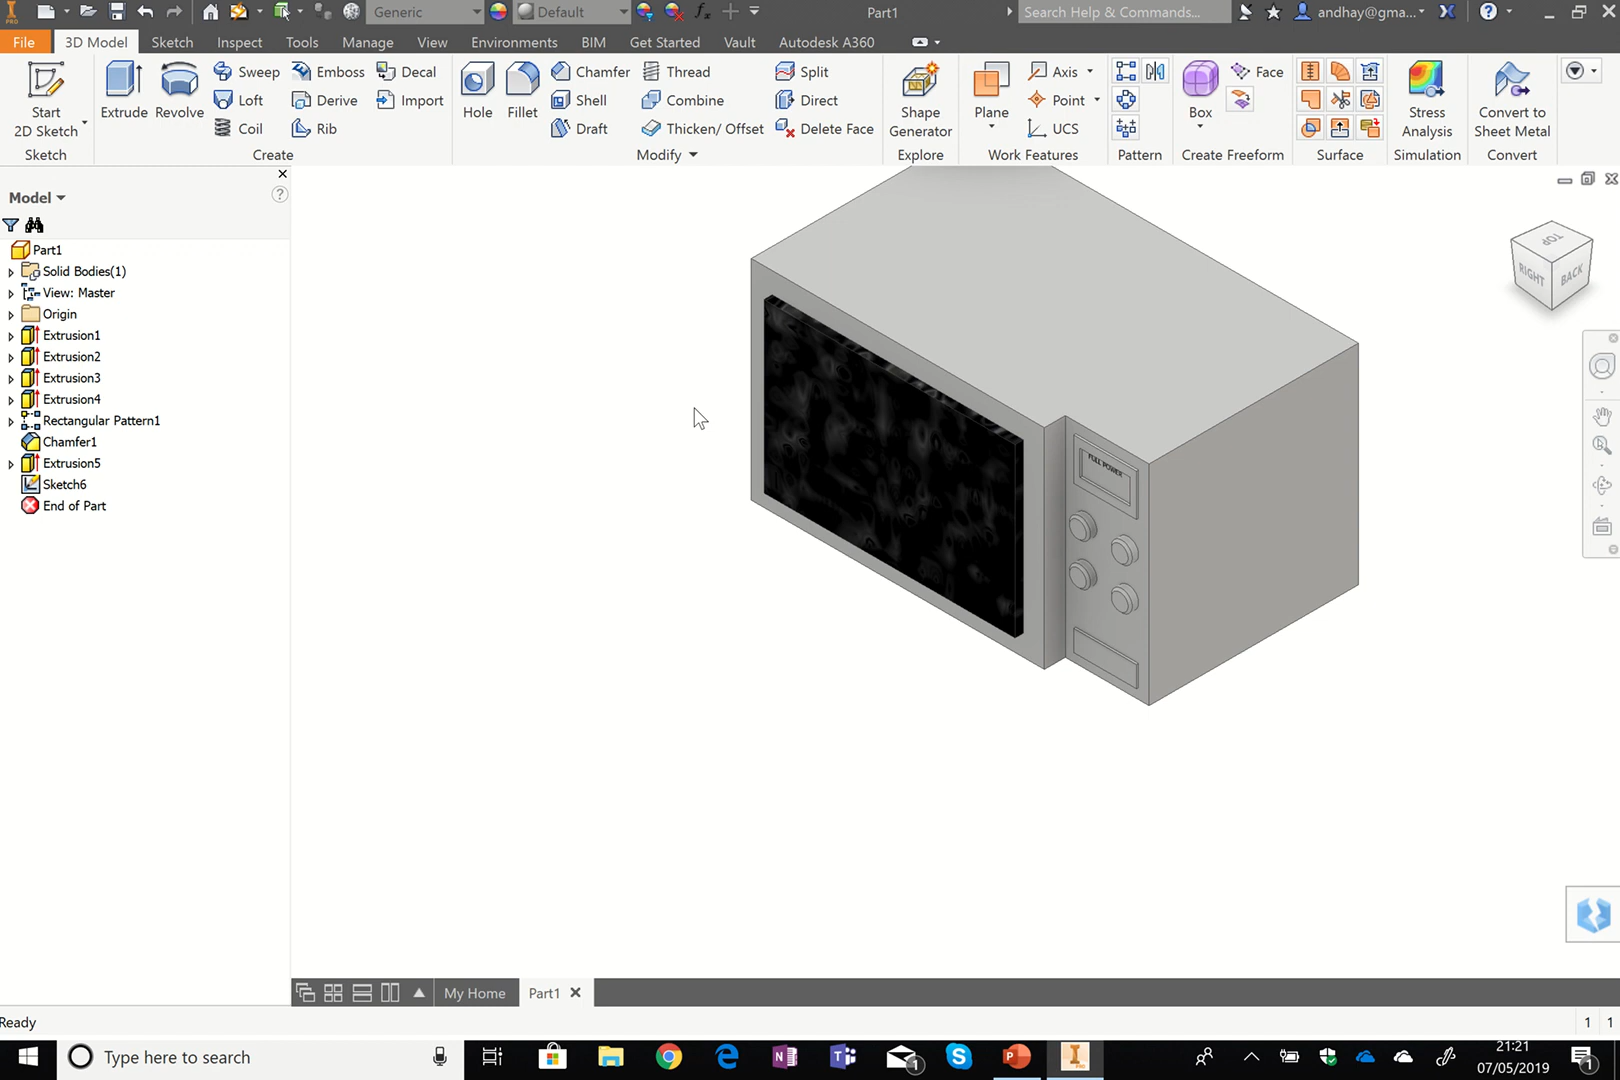 PRO
Generic
Default
Part1
Search Help & Commands...
andhay@gma...
File
3D Model
Sketch
Inspect
Tools
Manage
View
Environments
BIM
Get Started
Vault
Autodesk A360
Start
2D Sketch
Extrude
Revolve
Sweep
Loft
Coil
Emboss
Derive
Rib
Decal
Import
Hole
Fillet
Chamfer
Shell
Draft
Thread
Combine
Thicken/ Offset
Split
Direct
Delete Face
Shape
Generator
Plane
Axis
Point
UCS
Box
Face
Stress
Analysis
Convert to
Sheet Metal
Sketch
Create
Modify
Explore
Work Features
Pattern
Create Freeform
Surface
Simulation
Convert
Model
Part1
Solid Bodies(1)
View: Master
Origin
Extrusion1
Extrusion2
Extrusion3
Extrusion4
Rectangular Pattern1
Chamfer1
Extrusion5
Sketch6
End of Part
TOP
RIGHT
BACK
FULL POWER
My Home
Part1
Ready
1 1
Type here to search
21:21
07/05/2019